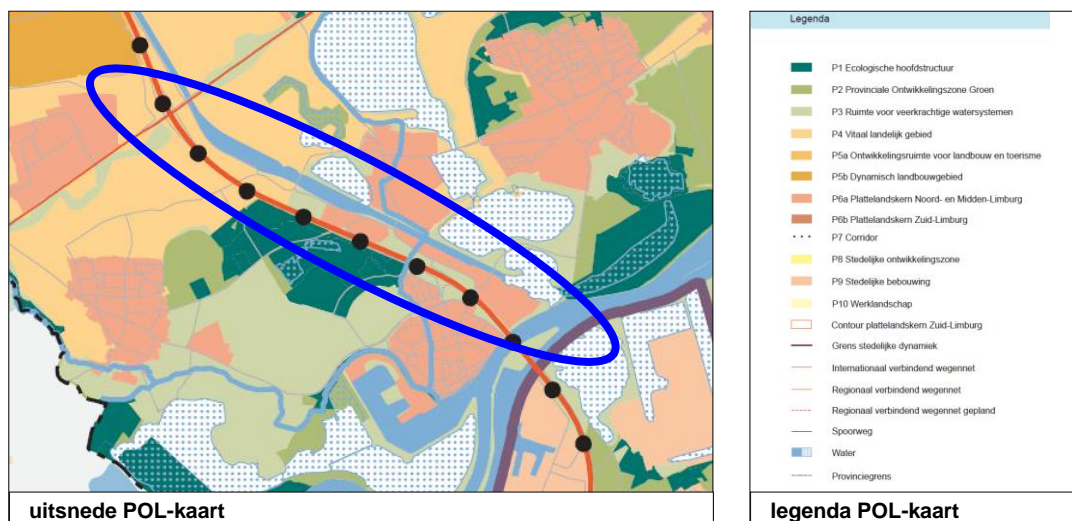 Legenda
P1 Ecologische hoofdstructuur
P2 Provinciale Ontwikkelingszone Groen
P3 Ruimte voor veerkrachtige watersystemen
P4 Vitaal landelijk gebied
P5a Ontwikkelingsruimte voor landbouw en toerisme
P5b Dynamisch landbouwgebied
P6a Plattelandskern Noord- en Midden-Limburg
P6b Plattelandskern Zuid-Limburg
P7 Corridor
P8 Stedelijke ontwikkelingszone
P9 Stedelijke bebouwing
P10 Werklandschap
Contour plattelandskern Zuid-Limburg
Grens stedelijke dynamiek
Internationaal verbindend wegennet
Regionaal verbindend wegennet
Regionaal verbindend wegennet gepland
Spoorweg
Water
Provinciegrens
uitsnede POL-kaart
legenda POL-kaart